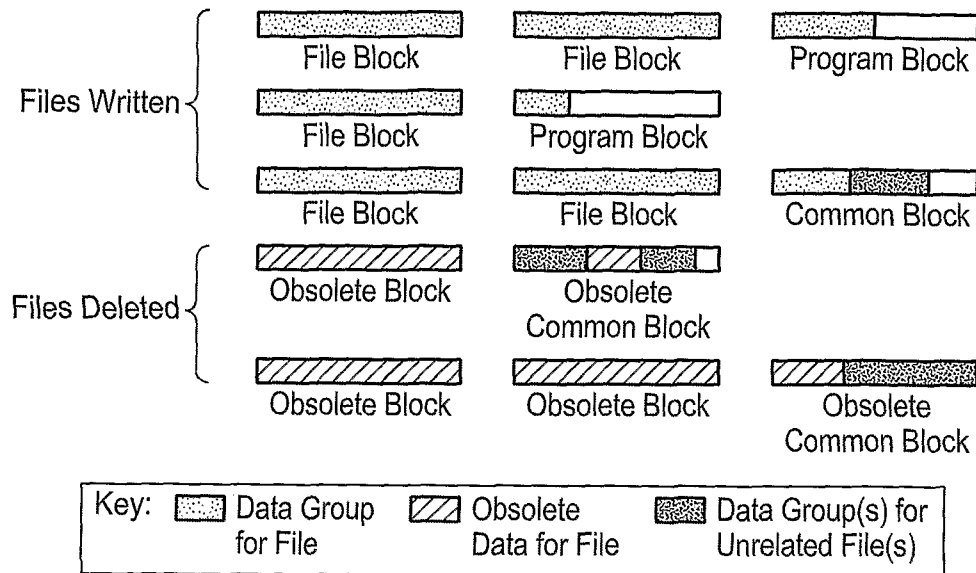 File Block File Block Program Block
Files Written
File Block Program Block
File Block File Block Common Block
Obsolete Block Obsolete
Common Block
Files Deleted
Obsolete Block Obsolete Block Obsolete
Common Block
Key: Data Group Obsolete Data Group(s) for
for File Data for File Unrelated File(s)